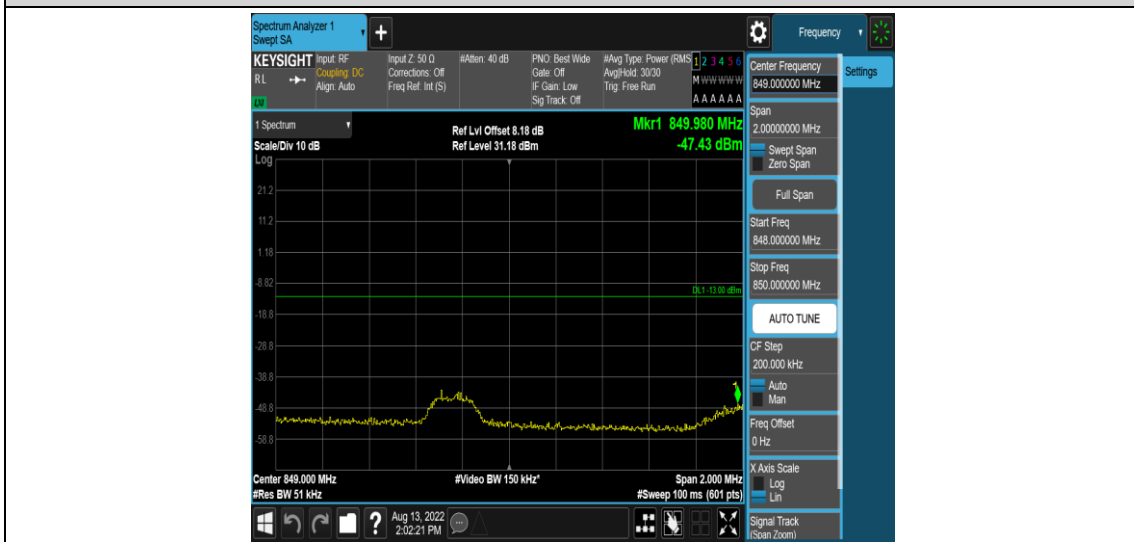 Spectrum Analyzer 1
Swept SA
+
Frequency
KEYSIGHT
RL
Input: RF
Coupling: DC
Align: Auto
Input Z: 50 Ω
Corrections: Off
Freq Ref: Int (S)
#Atten: 40 dB
PNO: Best Wide
Gate: Off
IF Gain: Low
Sig Track: Off
#Avg Type: Power (RMS
Avg|Hold: 30/30
Trig: Free Run
1 2 3 4 5 6
M W W W W W
A A A A A A
Center Frequency
849.000000 MHz
Settings
Span
2.00000000 MHz
Swept Span
Zero Span
Full Span
Start Freq
848.000000 MHz
Stop Freq
850.000000 MHz
AUTO TUNE
CF Step
200.000 kHz
Auto
Man
Freq Offset
0 Hz
X Axis Scale
Log
Lin
Signal Track
(Span Zoom)
1 Spectrum
Scale/Div 10 dB
Ref Lvl Offset 8.18 dB
Ref Level 31.18 dBm
Mkr1 849.980 MHz
-47.43 dBm
Log
21.2
11.2
1.18
-8.82
DL1 -13.00 dBm
-18.8
-28.8
-38.8
1
-48.8
-58.8
Center 849.000 MHz
#Video BW 150 kHz*
Span 2.000 MHz
#Res BW 51 kHz
#Sweep 100 ms (601 pts)
?
Aug 13, 2022
2:02:21 PM